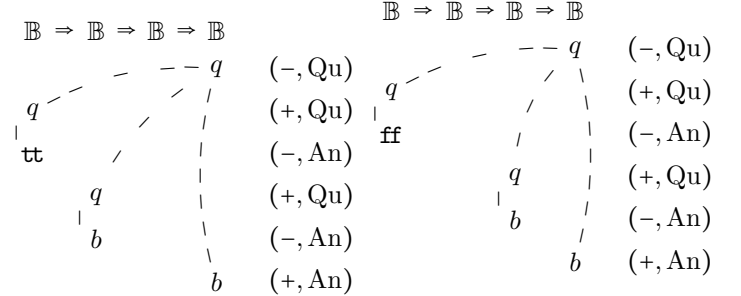 𝔹 ⇒ 𝔹 ⇒ 𝔹 ⇒ 𝔹
q (−, Qu)
q (+, Qu)
tt (−, An)
q (+, Qu)
b (−, An)
b (+, An)
𝔹 ⇒ 𝔹 ⇒ 𝔹 ⇒ 𝔹
q (−, Qu)
q (+, Qu)
ff (−, An)
q (+, Qu)
b (−, An)
b (+, An)